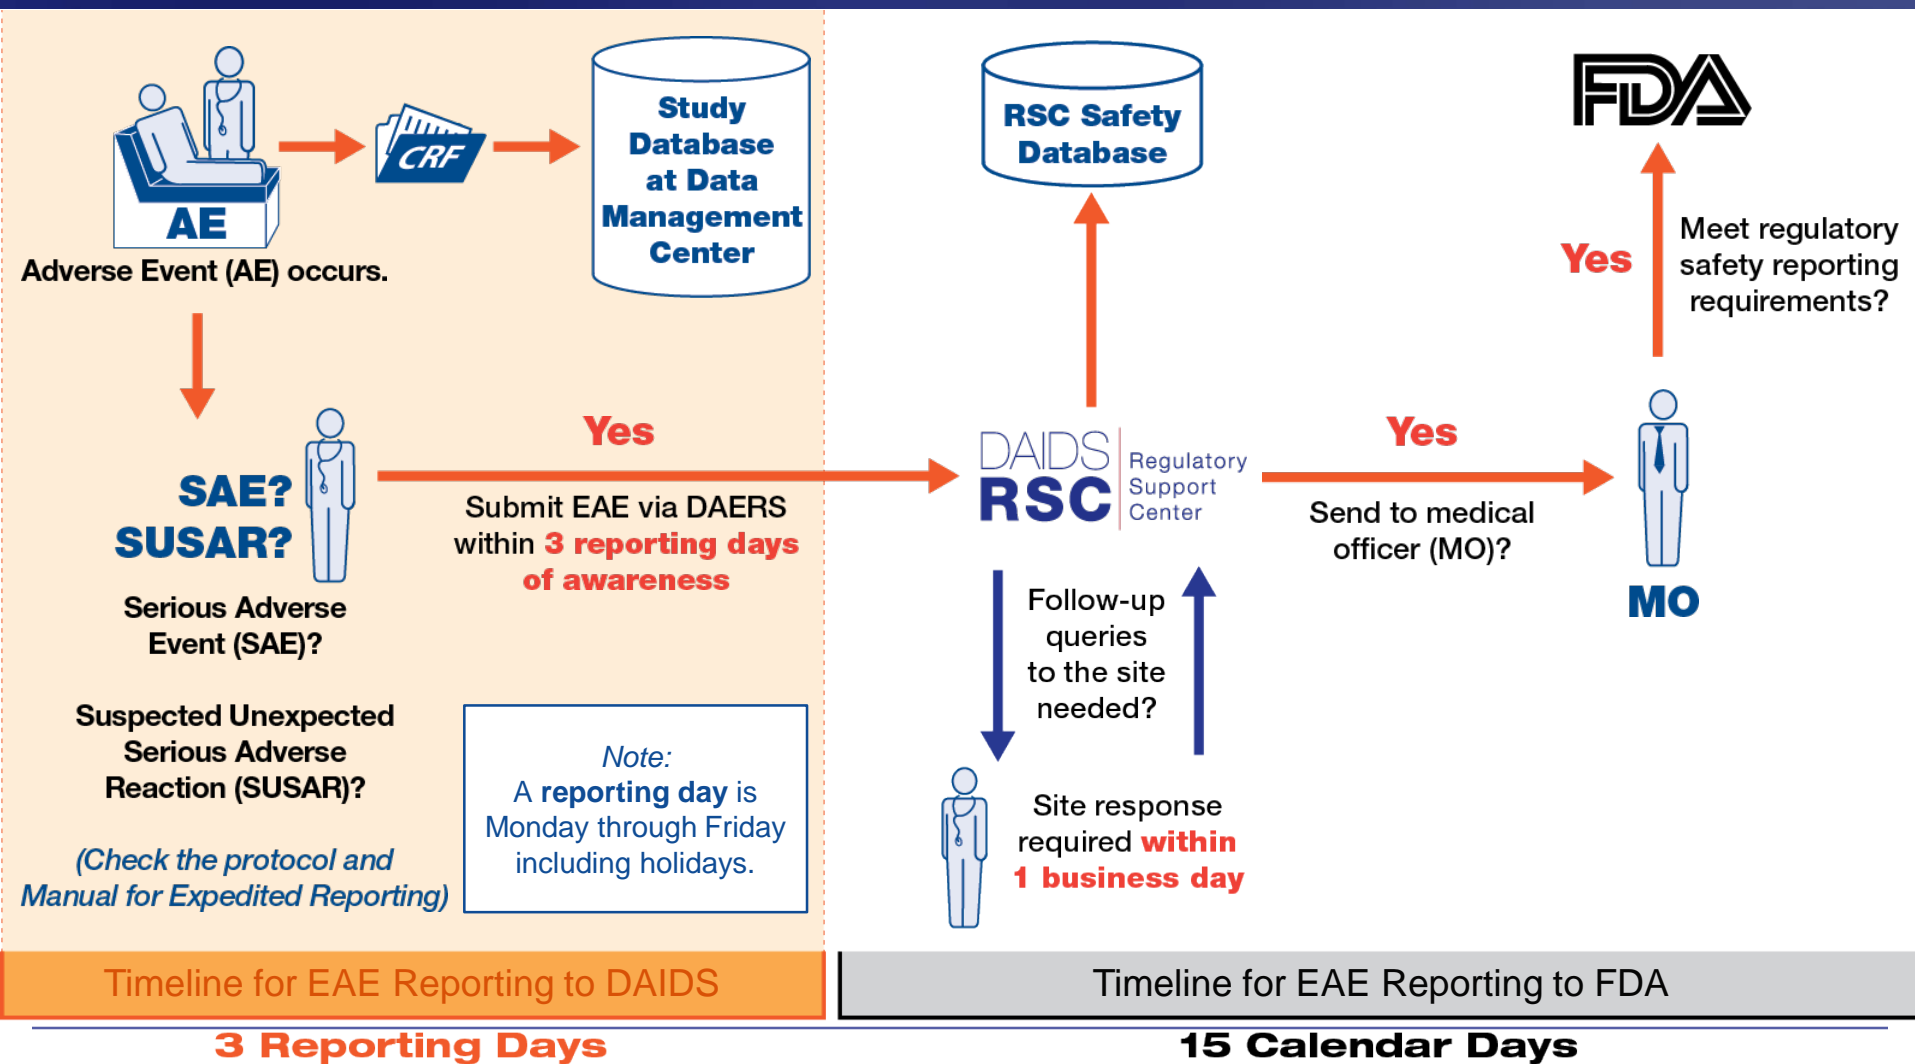 AE
Adverse Event (AE) occurs.
CRF
Study
Database
at Data
Management
Center
SAE?
SUSAR?
Serious Adverse
Event (SAE)?
Suspected Unexpected
Serious Adverse
Reaction (SUSAR)?
(Check the protocol and
Manual for Expedited Reporting)
Yes
Submit EAE via DAERS
within 3 reporting days
of awareness
Note:
A reporting day is
Monday through Friday
including holidays.
RSC Safety
Database
DAIDS
RSC
Regulatory
Support
Center
Follow-up
queries
to the site
needed?
Site response
required within
1 business day
Yes
Send to medical
officer (MO)?
MO
Yes
Meet regulatory
safety reporting
requirements?
FDA
Timeline for EAE Reporting to DAIDS
3 Reporting Days
Timeline for EAE Reporting to FDA
15 Calendar Days